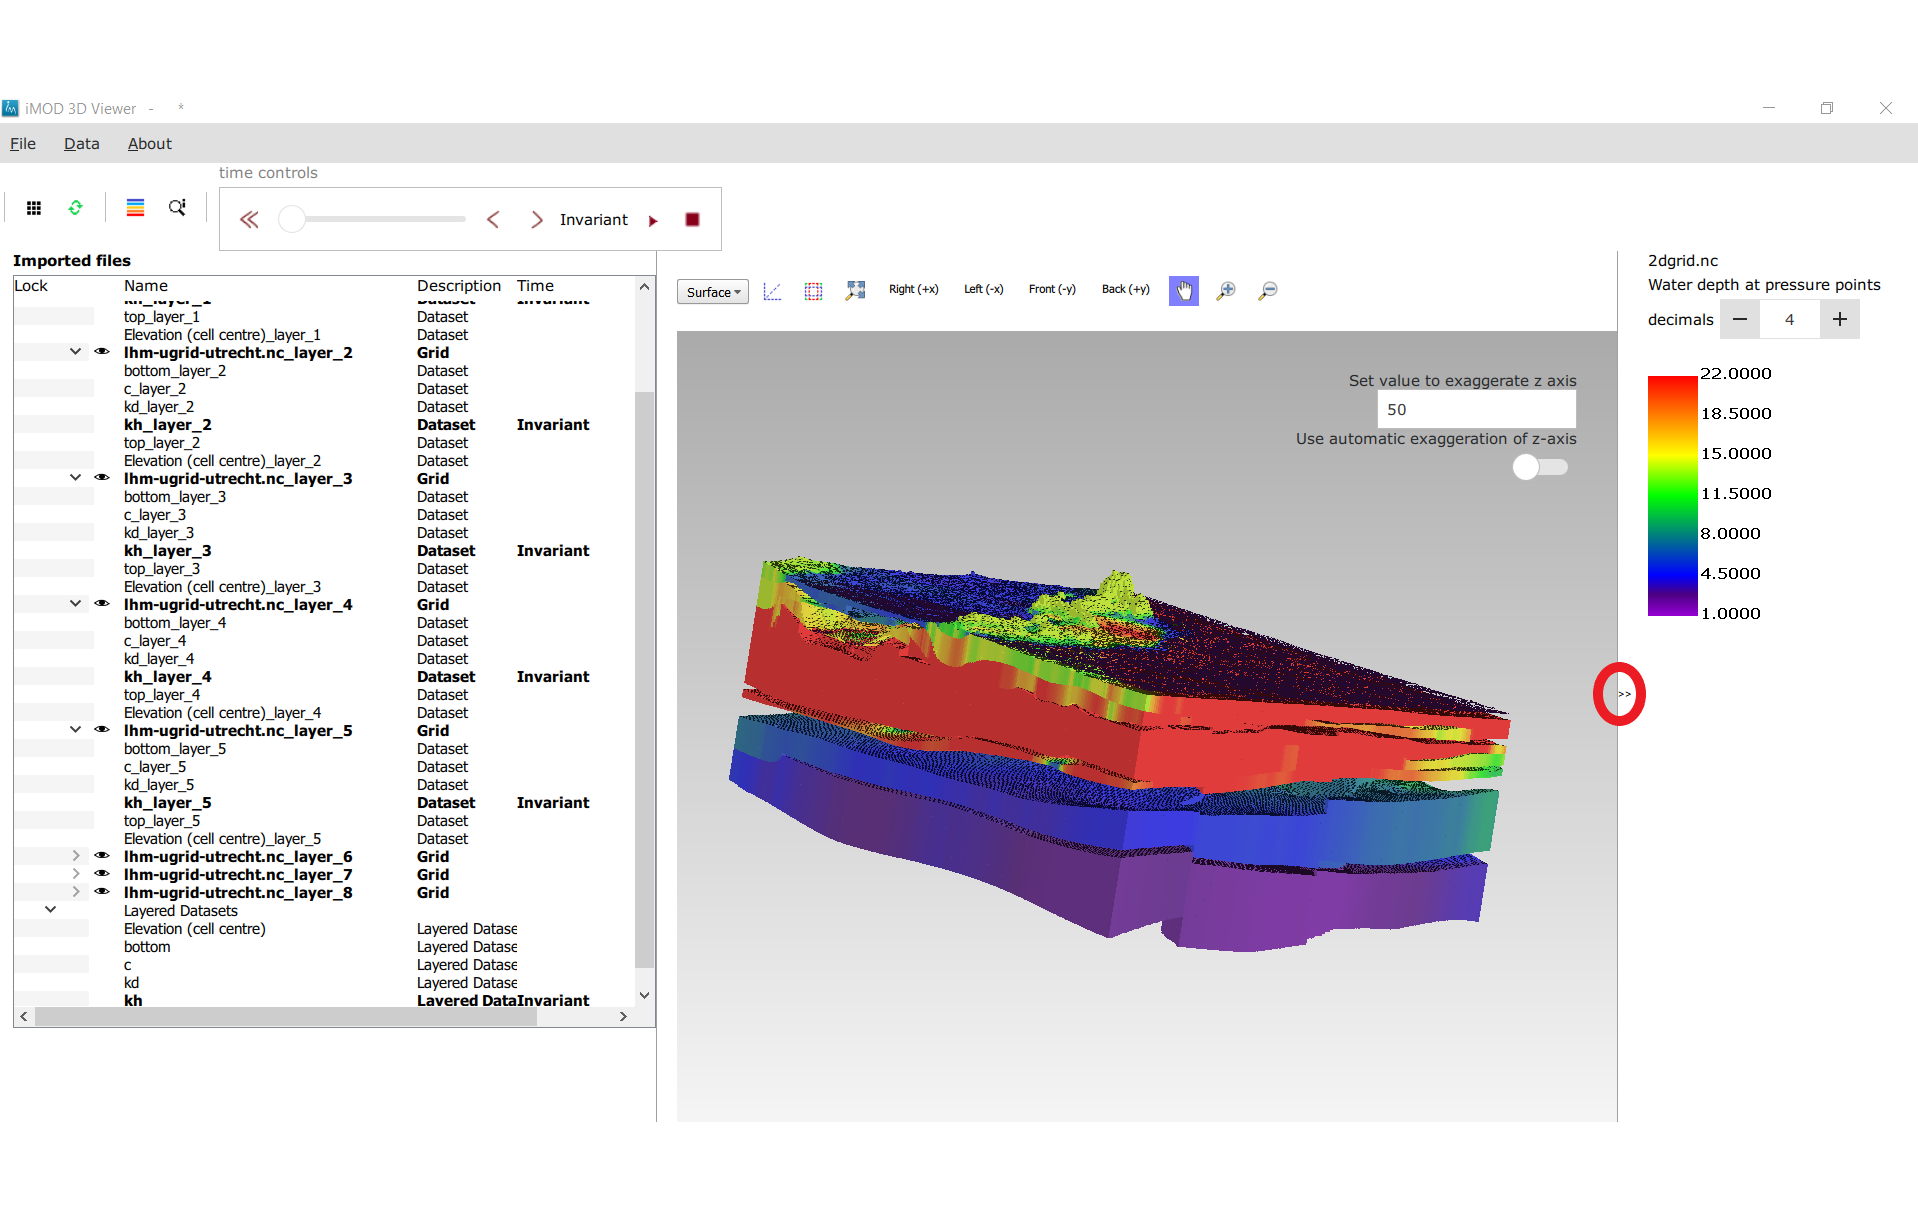 iMOD 3D Viewer - *
File Data About
time controls
Invariant
Imported files
Lock Name Description Time
kh_layer_1 Dataset Invariant
top_layer_1 Dataset
Elevation (cell centre)_layer_1 Dataset
lhm-ugrid-utrecht.nc_layer_2 Grid
bottom_layer_2 Dataset
c_layer_2 Dataset
kd_layer_2 Dataset
kh_layer_2 Dataset Invariant
top_layer_2 Dataset
Elevation (cell centre)_layer_2 Dataset
lhm-ugrid-utrecht.nc_layer_3 Grid
bottom_layer_3 Dataset
c_layer_3 Dataset
kd_layer_3 Dataset
kh_layer_3 Dataset Invariant
top_layer_3 Dataset
Elevation (cell centre)_layer_3 Dataset
lhm-ugrid-utrecht.nc_layer_4 Grid
bottom_layer_4 Dataset
c_layer_4 Dataset
kd_layer_4 Dataset
kh_layer_4 Dataset Invariant
top_layer_4 Dataset
Elevation (cell centre)_layer_4 Dataset
lhm-ugrid-utrecht.nc_layer_5 Grid
bottom_layer_5 Dataset
c_layer_5 Dataset
kd_layer_5 Dataset
kh_layer_5 Dataset Invariant
top_layer_5 Dataset
Elevation (cell centre)_layer_5 Dataset
lhm-ugrid-utrecht.nc_layer_6 Grid
lhm-ugrid-utrecht.nc_layer_7 Grid
lhm-ugrid-utrecht.nc_layer_8 Grid
Layered Datasets
Elevation (cell centre) Layered Datase
bottom Layered Datase
c Layered Datase
kd Layered Datase
kh Layered Data Invariant
Surface Right (+x) Left (-x) Front (-y) Back (+y)
Set value to exaggerate z axis
50
Use automatic exaggeration of z-axis
>>
2dgrid.nc
Water depth at pressure points
decimals − 4 +
22.0000
18.5000
15.0000
11.5000
8.0000
4.5000
1.0000